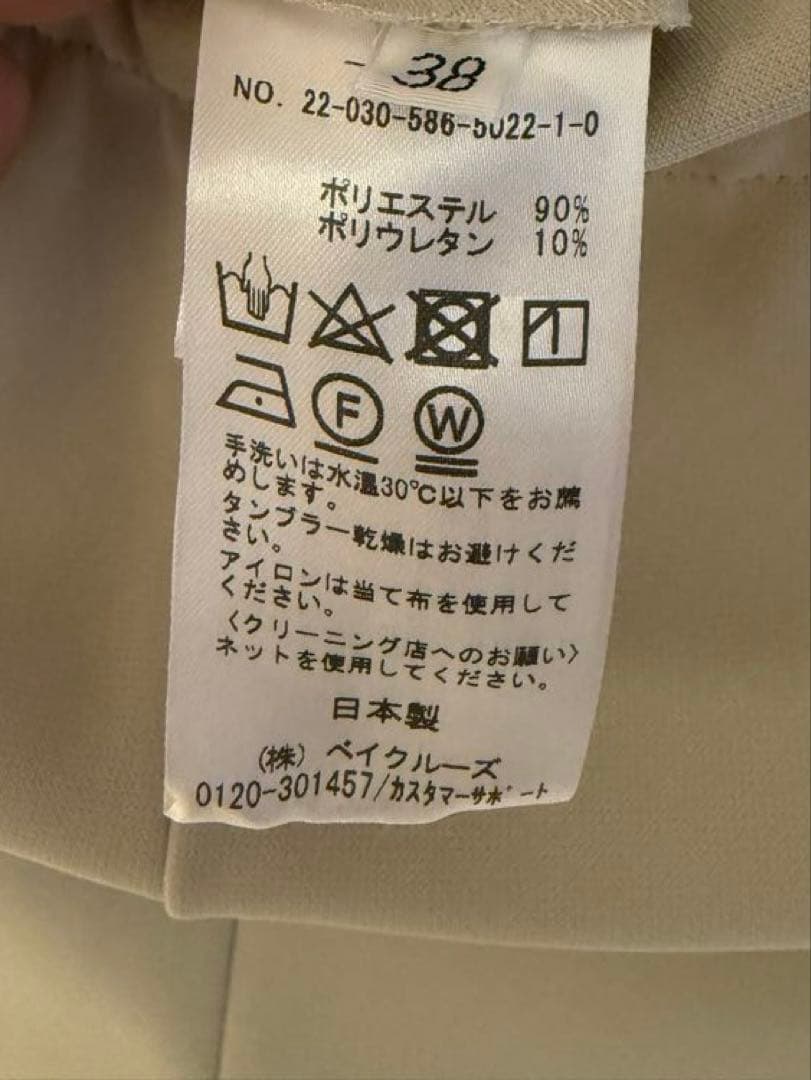 38
NO. 22-030-586-5022-1-0
ポリエステル 90%
ポリウレタン 10%
F W
手洗いは水温30℃以下をお薦
めします。
タンブラー乾燥はお避けくだ
さい。
アイロンは当て布を使用して
ください。
〈クリーニング店へのお願い〉
ネットを使用してください。
日本製
(株) ベイクルーズ
0120-301457/カスタマーサポート